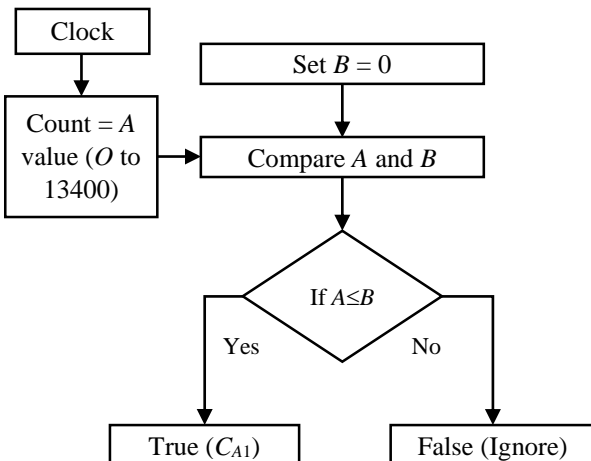 Clock
Set B = 0
Count = A
value (O to
13400)
Compare A and B
If A≤B
Yes
No
True (CA1)
False (Ignore)